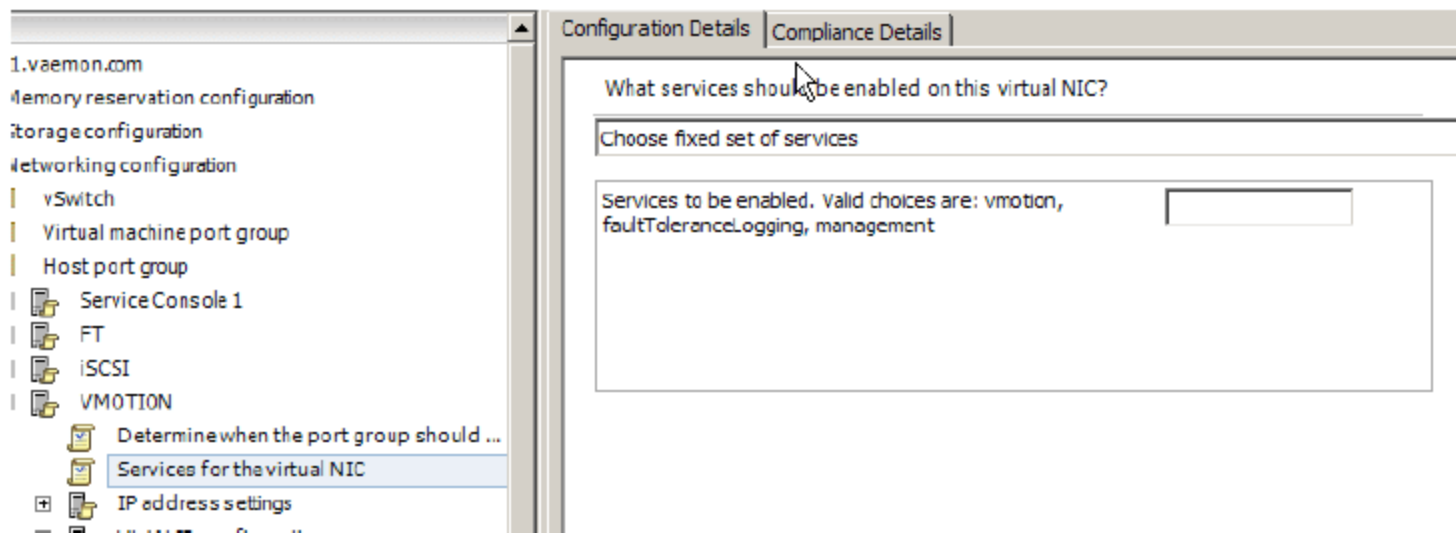 1.vaemon.com
Memory reservation configuration
Storage configuration
Networking configuration
vSwitch
Virtual machine port group
Host port group
Service Console 1
FT
iSCSI
VMOTION
Determine when the port group should ...
Services for the virtual NIC
IP address settings
Configuration Details
Compliance Details
What services should be enabled on this virtual NIC?
Choose fixed set of services
Services to be enabled. Valid choices are: vmotion,
faultToleranceLogging, management